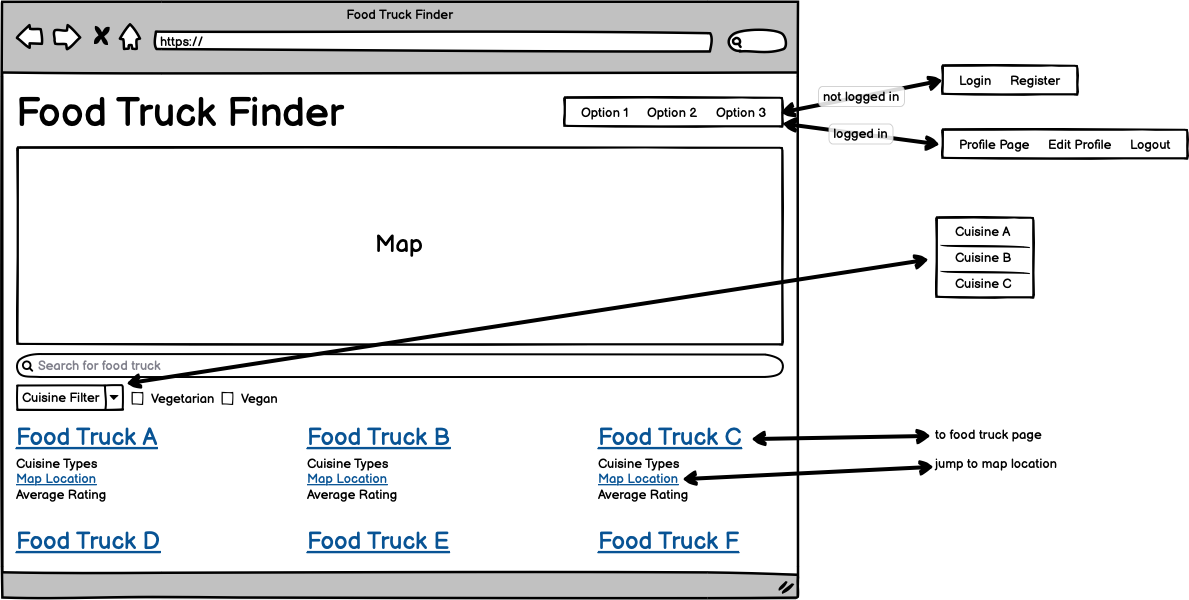 Food Truck Finder
https://
Food Truck Finder
Option 1 Option 2 Option 3
not logged in
Login Register
logged in
Profile Page Edit Profile Logout
Map
Cuisine A
Cuisine B
Cuisine C
Search for food truck
Cuisine Filter Vegetarian Vegan
Food Truck A Food Truck B Food Truck C
to food truck page
Cuisine Types Cuisine Types Cuisine Types
jump to map location
Map Location Map Location Map Location
Average Rating Average Rating Average Rating
Food Truck D Food Truck E Food Truck F